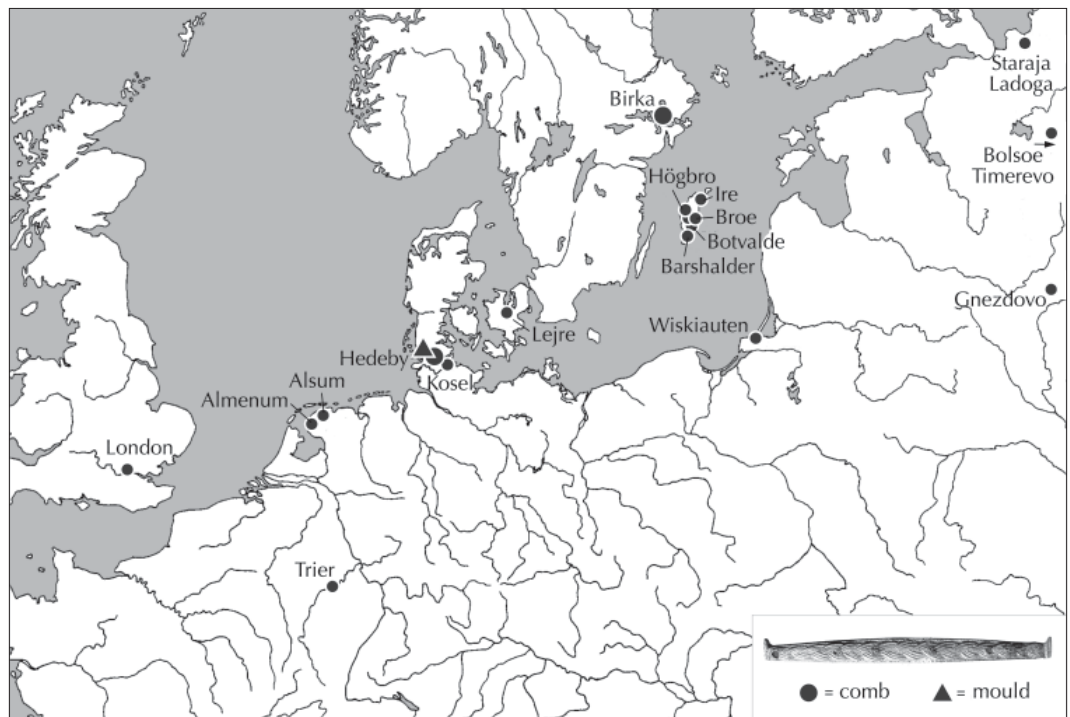 Staraja
Ladoga
Birka
Bolsoe
Timerevo
Högbro
Ire
Broe
Botvalde
Barshalder
Gnezdovo
Wiskiauten
Lejre
Hedeby
Kosel
Alsum
Almenum
London
Trier
= comb
= mould